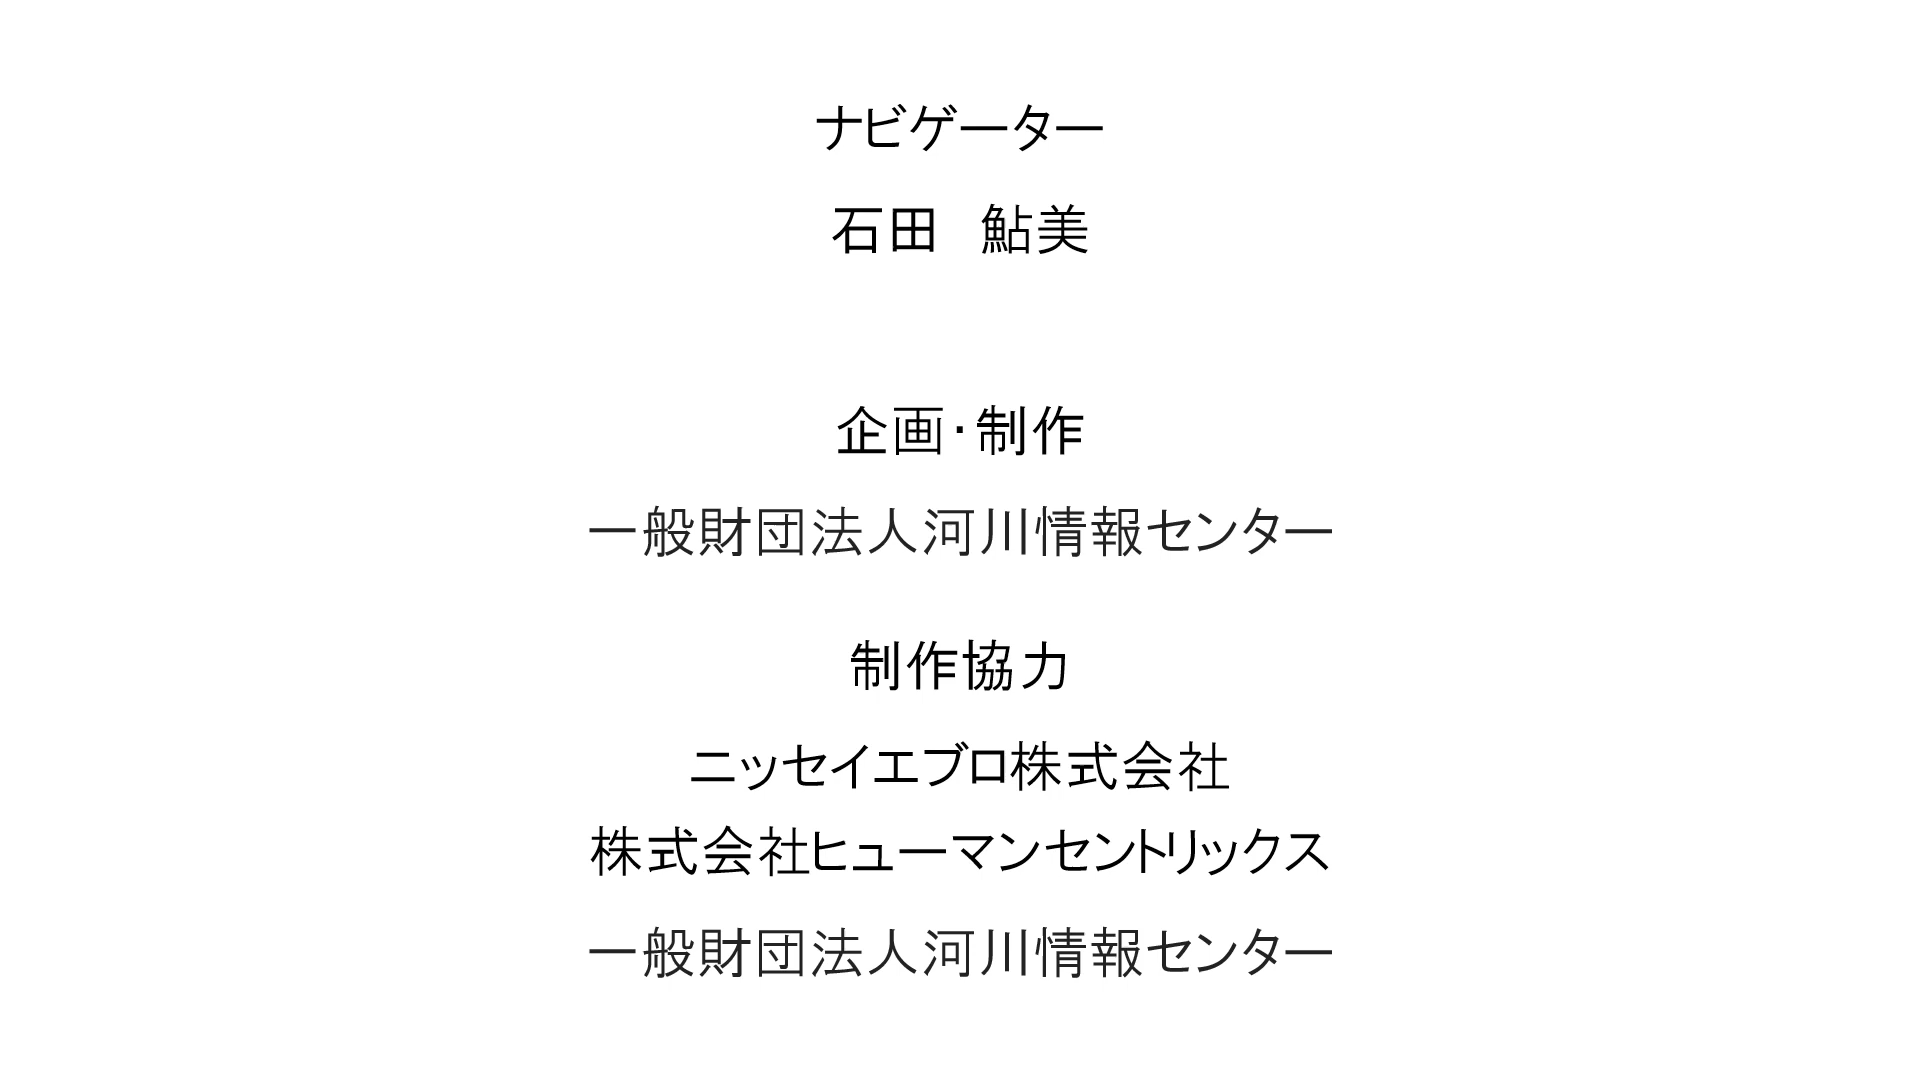 ナビゲーター
石田　鮎美
企画・制作
一般財団法人河川情報センター
制作協力
ニッセイエブロ株式会社
株式会社ヒューマンセントリックス
一般財団法人河川情報センター